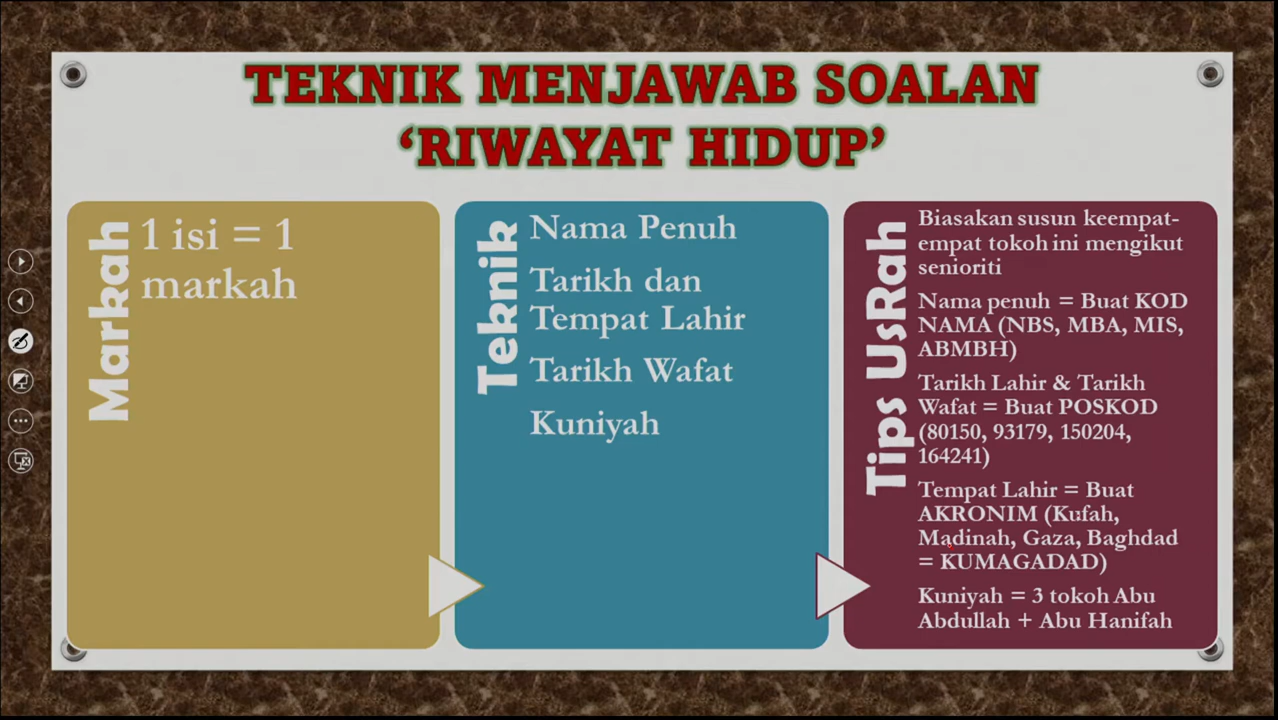 TEKNIK MENJAWAB SOALAN
‘RIWAYAT HIDUP’
Markah
1 isi = 1
markah
Teknik
Nama Penuh
Tarikh dan
Tempat Lahir
Tarikh Wafat
Kuniyah
Tips UsRah
Biasakan susun keempat-
empat tokoh ini mengikut
senioriti
Nama penuh = Buat KOD
NAMA (NBS, MBA, MIS,
ABMBH)
Tarikh Lahir & Tarikh
Wafat = Buat POSKOD
(80150, 93179, 150204,
164241)
Tempat Lahir = Buat
AKRONIM (Kufah,
Madinah, Gaza, Baghdad
= KUMAGADAD)
Kuniyah = 3 tokoh Abu
Abdullah + Abu Hanifah